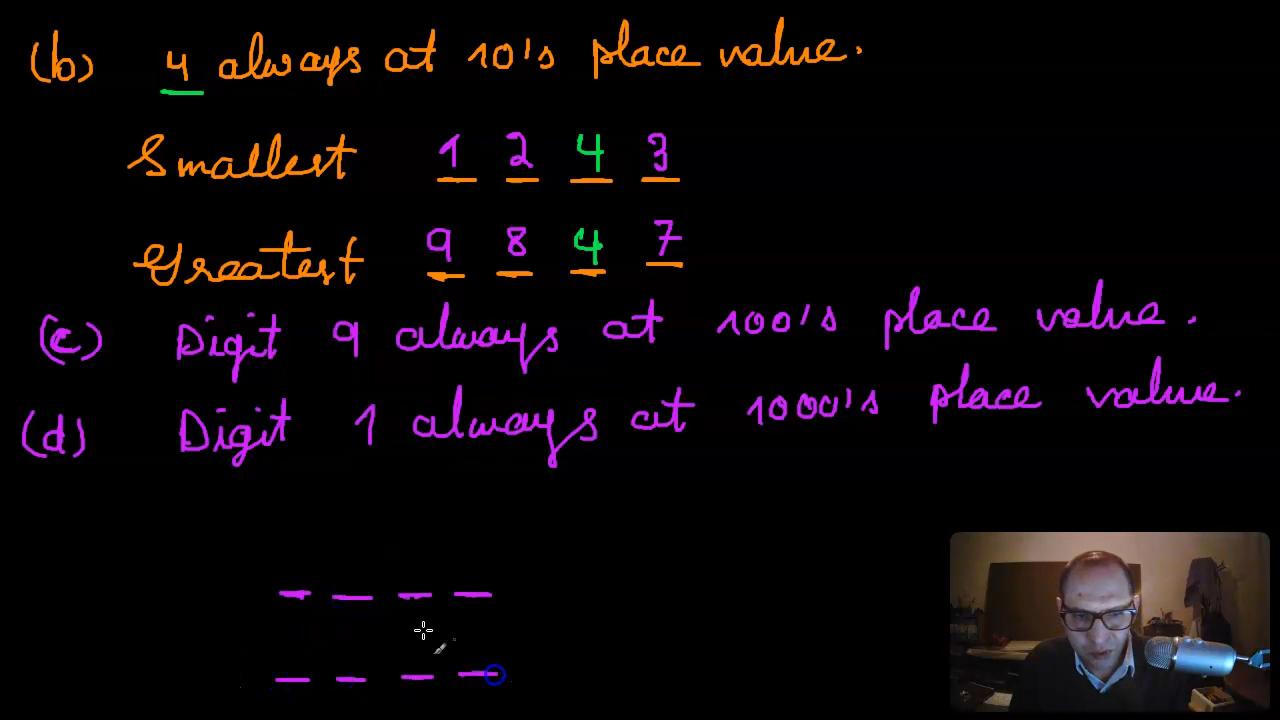 (b) 4 always at 10's place value.
Smallest 1 2 4 3
Greatest 9 8 4 7
(c) Digit 9 always at 100's place value.
(d) Digit 1 always at 1000's place value.